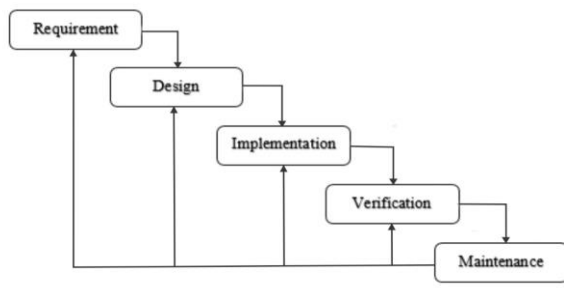 Requirement
Design
Implementation
Verification
Maintenance